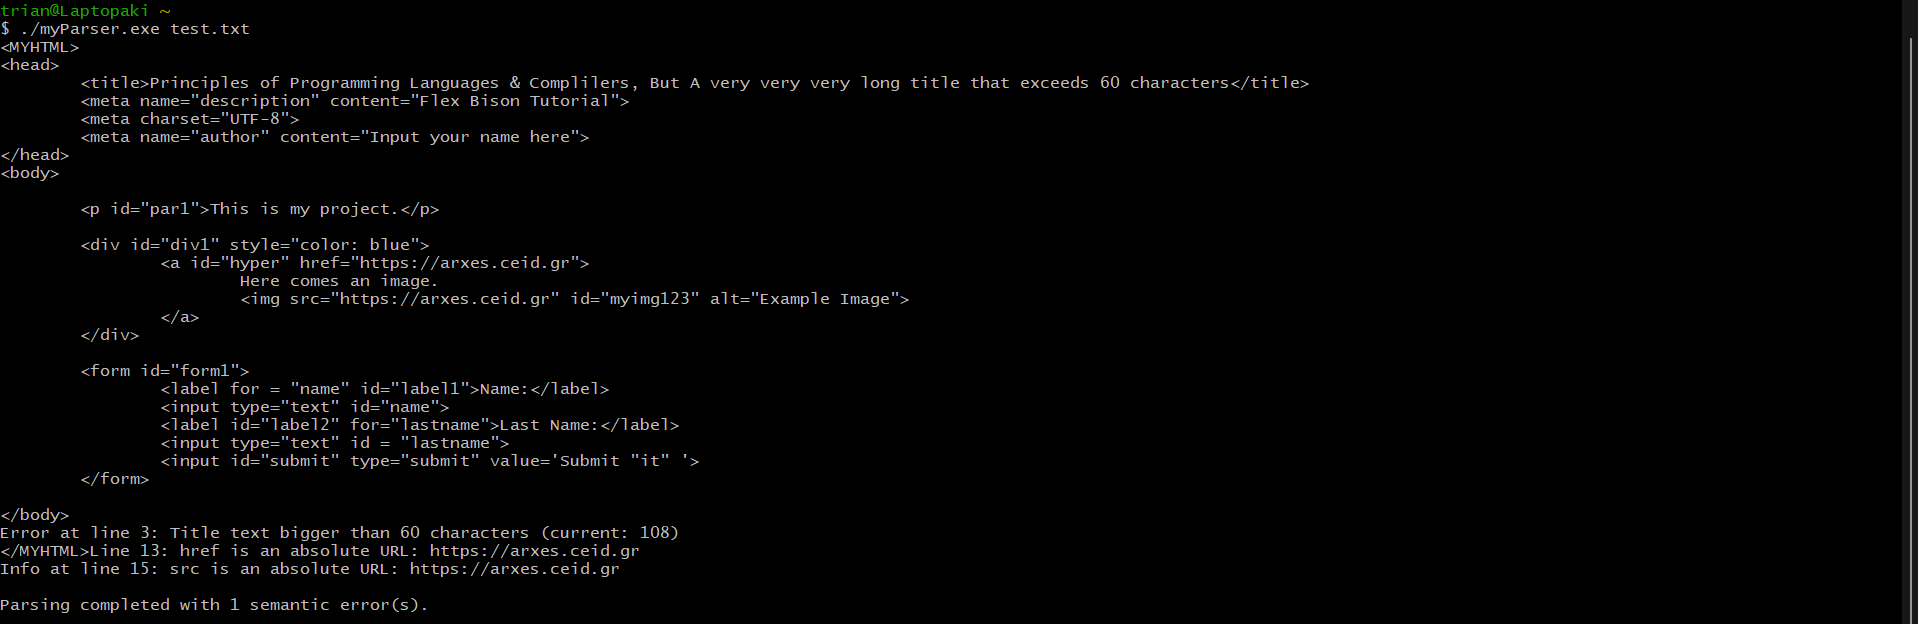 trian@Laptopaki ~
$ ./myParser.exe test.txt
<MYHTML>
<head>
        <title>Principles of Programming Languages & Complilers, But A very very very long title that exceeds 60 characters</title>
        <meta name="description" content="Flex Bison Tutorial">
        <meta charset="UTF-8">
        <meta name="author" content="Input your name here">
</head>
<body>

        <p id="par1">This is my project.</p>

        <div id="div1" style="color: blue">
                <a id="hyper" href="https://arxes.ceid.gr">
                        Here comes an image.
                        <img src="https://arxes.ceid.gr" id="myimg123" alt="Example Image">
                </a>
        </div>

        <form id="form1">
                <label for = "name" id="label1">Name:</label>
                <input type="text" id="name">
                <label id="label2" for="lastname">Last Name:</label>
                <input type="text" id = "lastname">
                <input id="submit" type="submit" value='Submit "it" '>
        </form>

</body>
Error at line 3: Title text bigger than 60 characters (current: 108)
</MYHTML>Line 13: href is an absolute URL: https://arxes.ceid.gr
Info at line 15: src is an absolute URL: https://arxes.ceid.gr

Parsing completed with 1 semantic error(s).